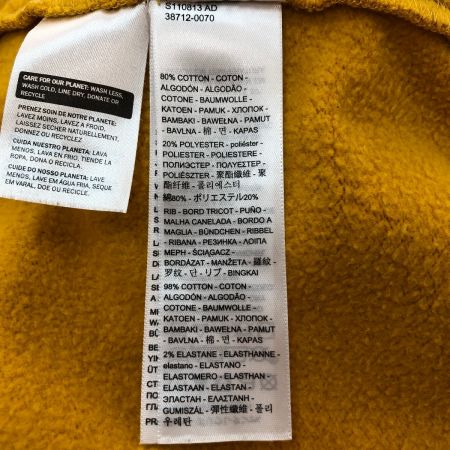 CARE FOR OUR PLANET: WASH LESS,
WASH COLD, LINE DRY, DONATE OR
RECYCLE
PRENEZ SOIN DE NOTRE PLANETE:
LAVEZ MOINS, LAVEZ A FROID,
LAISSEZ SECHER NATURELLEMENT,
DONNEZ OU RECYCLEZ
CUIDA NUESTRO PLANETA:
LAVA MENOS, LAVA EN FRIO, TIENDE LA
ROPA, DONA O RECICLA.
CUIDE DO NOSSO PLANETA:
LAVE MENOS, LAVE EM ÁGUA FRIA, SEQUE
EM VARAL, DOE OU RECICLE.
S110813 AD
38712-0070
80% COTTON - COTON -
ALGODÓN - ALGODÃO -
COTONE - BAUMWOLLE -
KATOEN - PAMUK - ХЛОПОК -
BAMBAKI - BAWEŁNA - PAMUT
- BAVLNA - 棉 - 면 - KAPAS
20% POLYESTER - poliéster -
POLIESTER - POLIESTERE -
ПОЛИЭСТЕР - ΠΟΛΥΕΣΤΕΡ -
POLIÉSZTER - 聚酯纖維 - 聚
酯纤维 - 폴리에스터
綿80% - ポリエステル20%
RIB - BORD TRICOT - PUÑO -
MALHA CANELADA - BORDO A
MAGLIA - BÜNDCHEN - RIBBEL
- RIBANA - РЕЗИНКА - ΛΟΙΠΑ
ΜΕΡΗ - ŚCIĄGACZ -
BORDÁZAT - MANŽETA - 羅紋 -
罗纹 - 단 - リブ - BINGKAI
98% COTTON - COTON -
ALGODÓN - ALGODÃO -
COTONE - BAUMWOLLE -
KATOEN - PAMUK - ХЛОПОК -
BAMBAKI - BAWEŁNA - PAMUT
- BAVLNA - 棉 - 면 - KAPAS
2% ELASTANE - ELASTHANNE -
elastano - ELASTANO -
ELASTOMERO - ELASTHAN -
ELASTAAN - ELASTAN -
ЭЛАСТАН - ΕΛΑΣΤΑΝΗ -
GUMISZÁL - 彈性纖維 - 폴리
우레탄